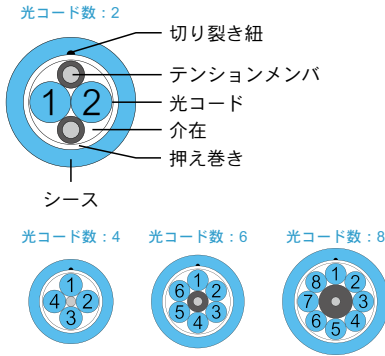 光コード数：2
切り裂き紐
テンションメンバ
1 2
光コード
介在
押え巻き
シース
光コード数：4
1
4 2
3
光コード数：6
1
6 2
5 3
4
光コード数：8
1
8 2
7 3
6 4
5